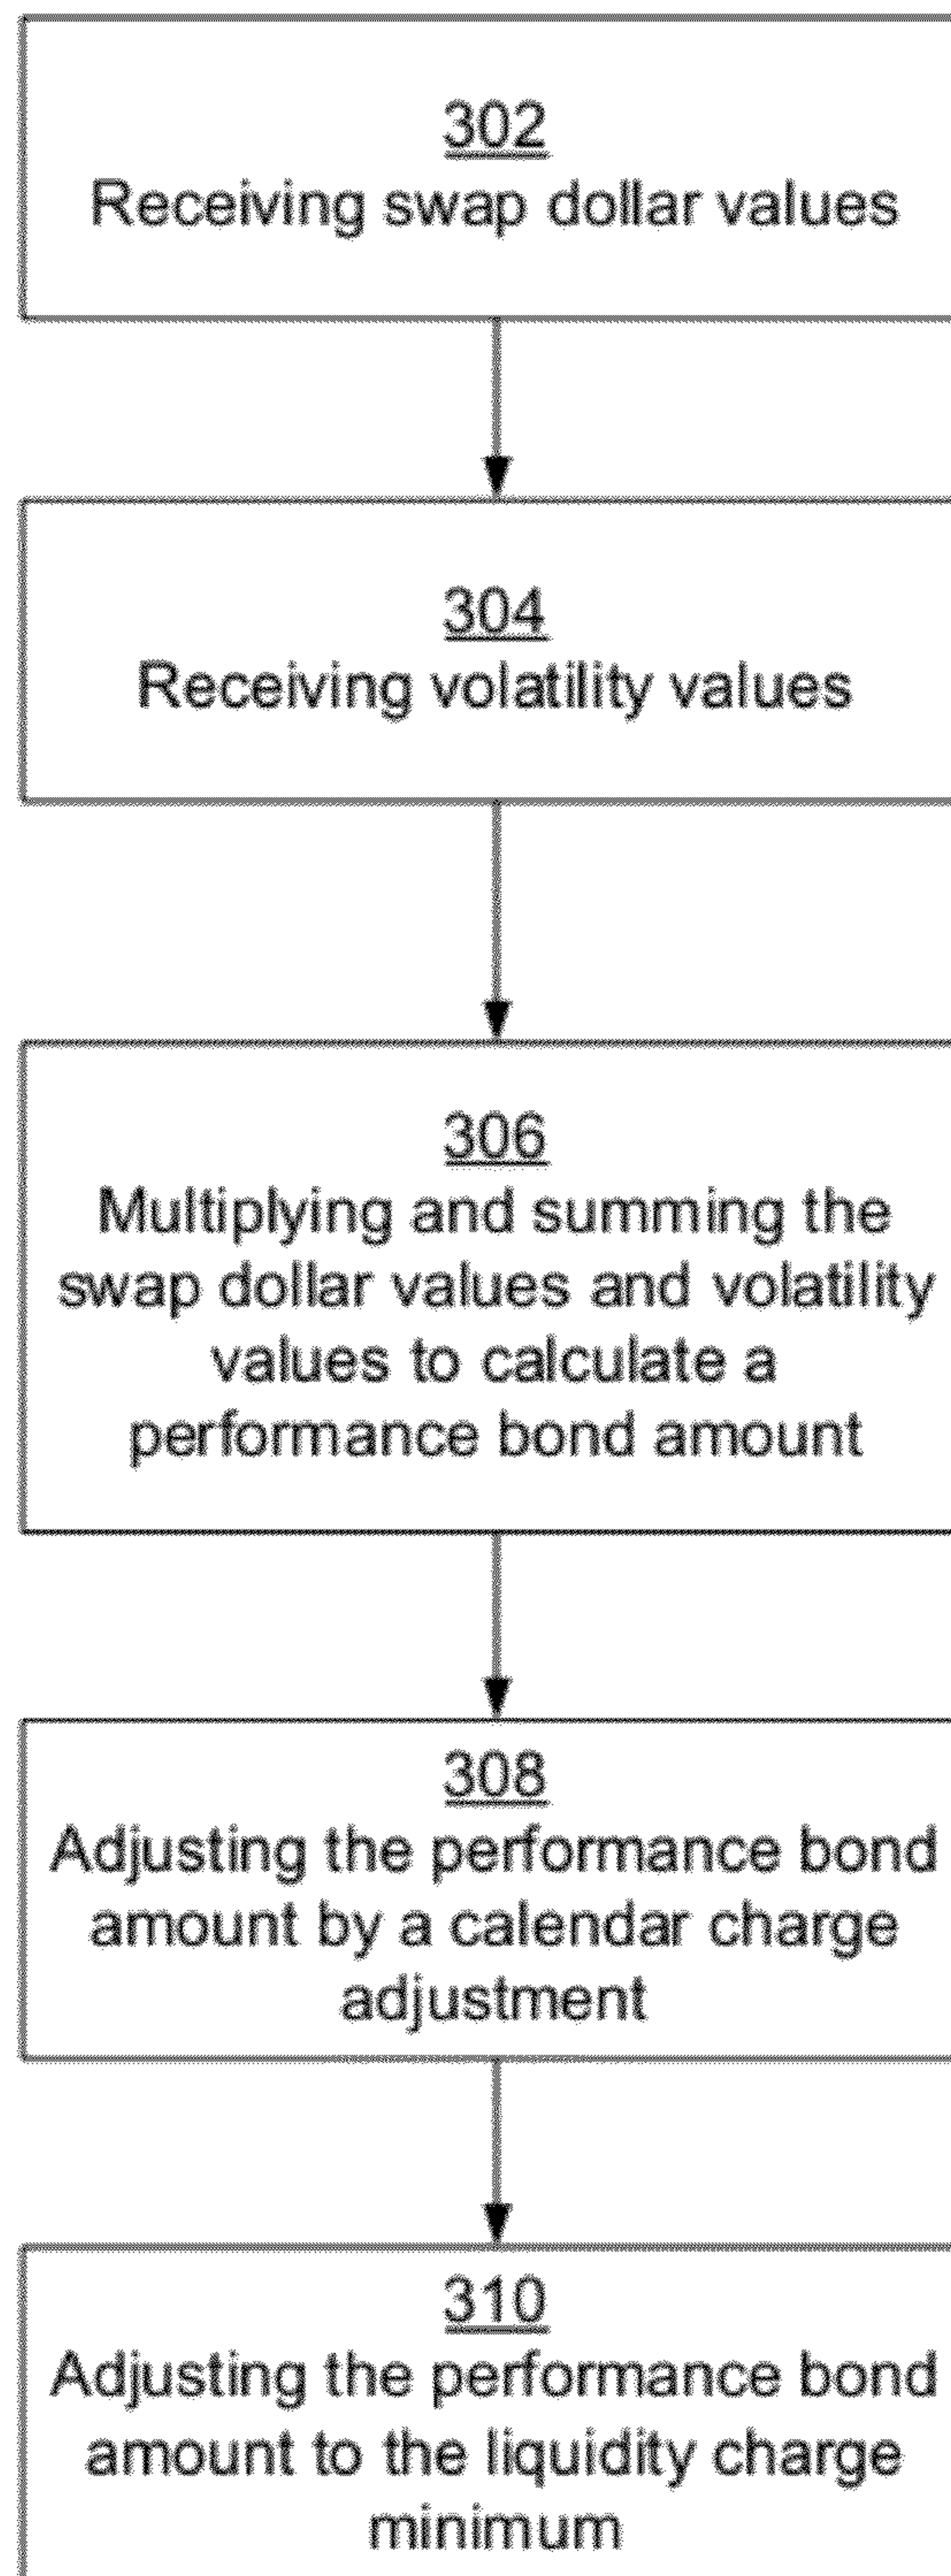 302
Receiving swap dollar values
304
Receiving volatility values
306
Multiplying and summing the
swap dollar values and volatility
values to calculate a
performance bond amount
308
Adjusting the performance bond
amount by a calendar charge
adjustment
310
Adjusting the performance bond
amount to the liquidity charge
minimum